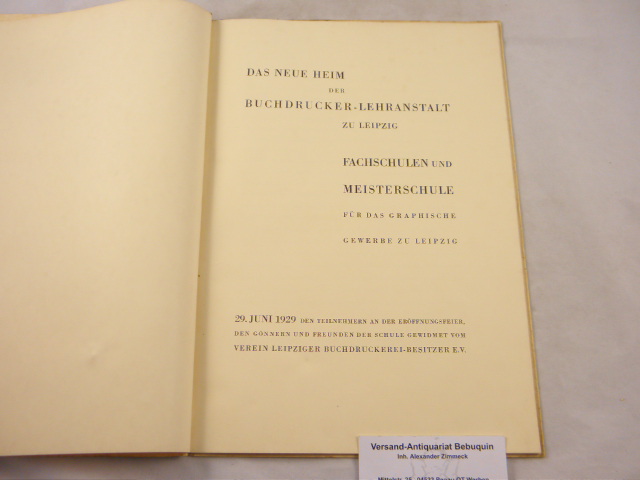 DAS NEUE HEIM
DER
BUCHDRUCKER-LEHRANSTALT
ZU LEIPZIG
FACHSCHULEN UND
MEISTERSCHULE
FÜR DAS GRAPHISCHE
GEWERBE ZU LEIPZIG
29. JUNI 1929 DEN TEILNEHMERN AN DER ERÖFFNUNGSFEIER,
DEN GÖNNERN UND FREUNDEN DER SCHULE GEWIDMET VOM
VEREIN LEIPZIGER BUCHDRUCKEREI-BESITZER E.V.
Versand-Antiquariat Bebuquin
Inh. Alexander Zimmeck